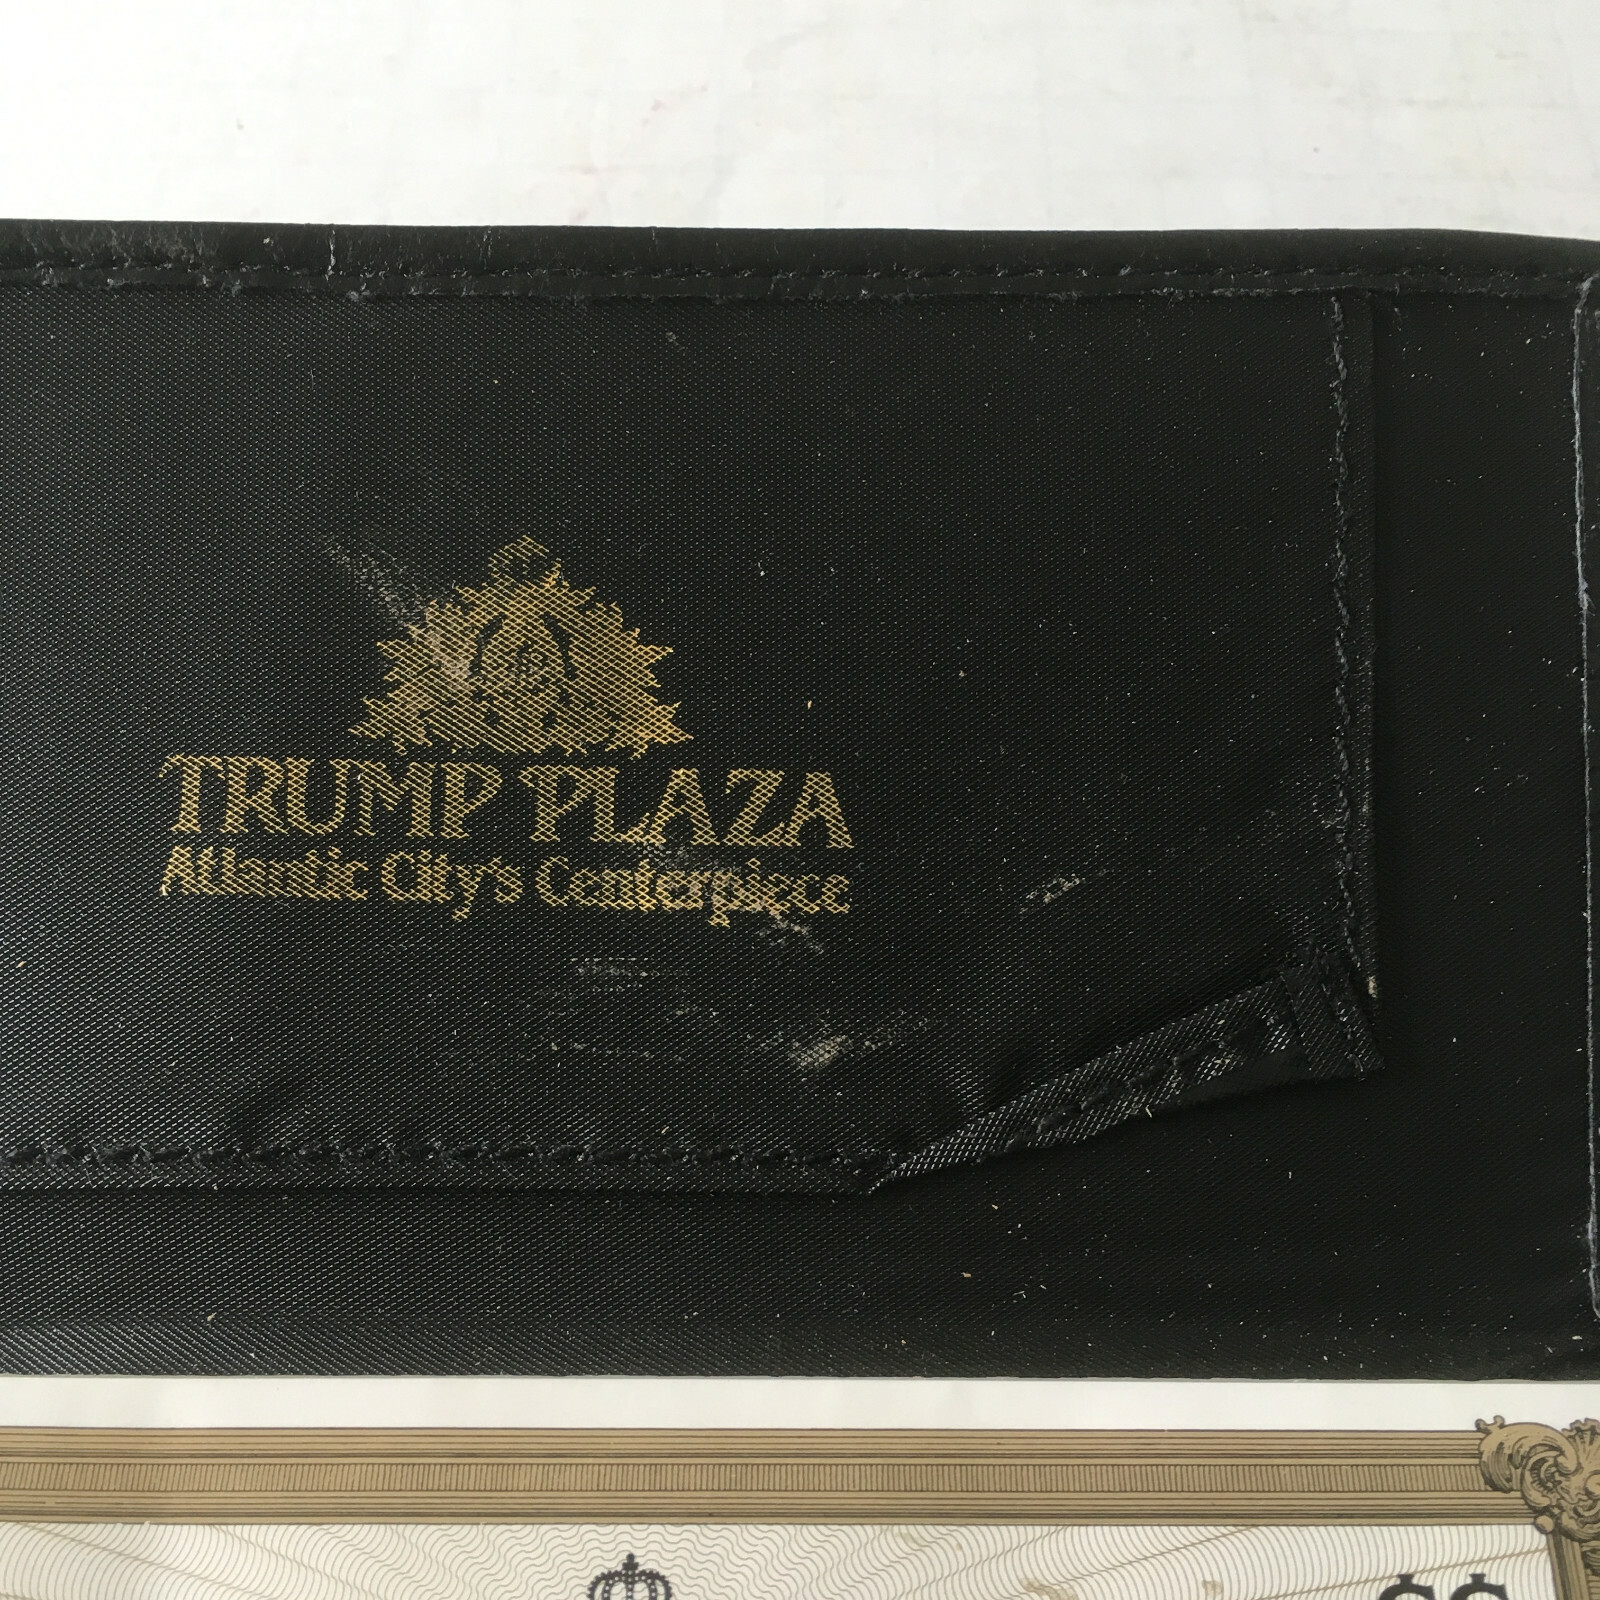 TRUMP PLAZA
Atlantic City's Centerpiece
$$